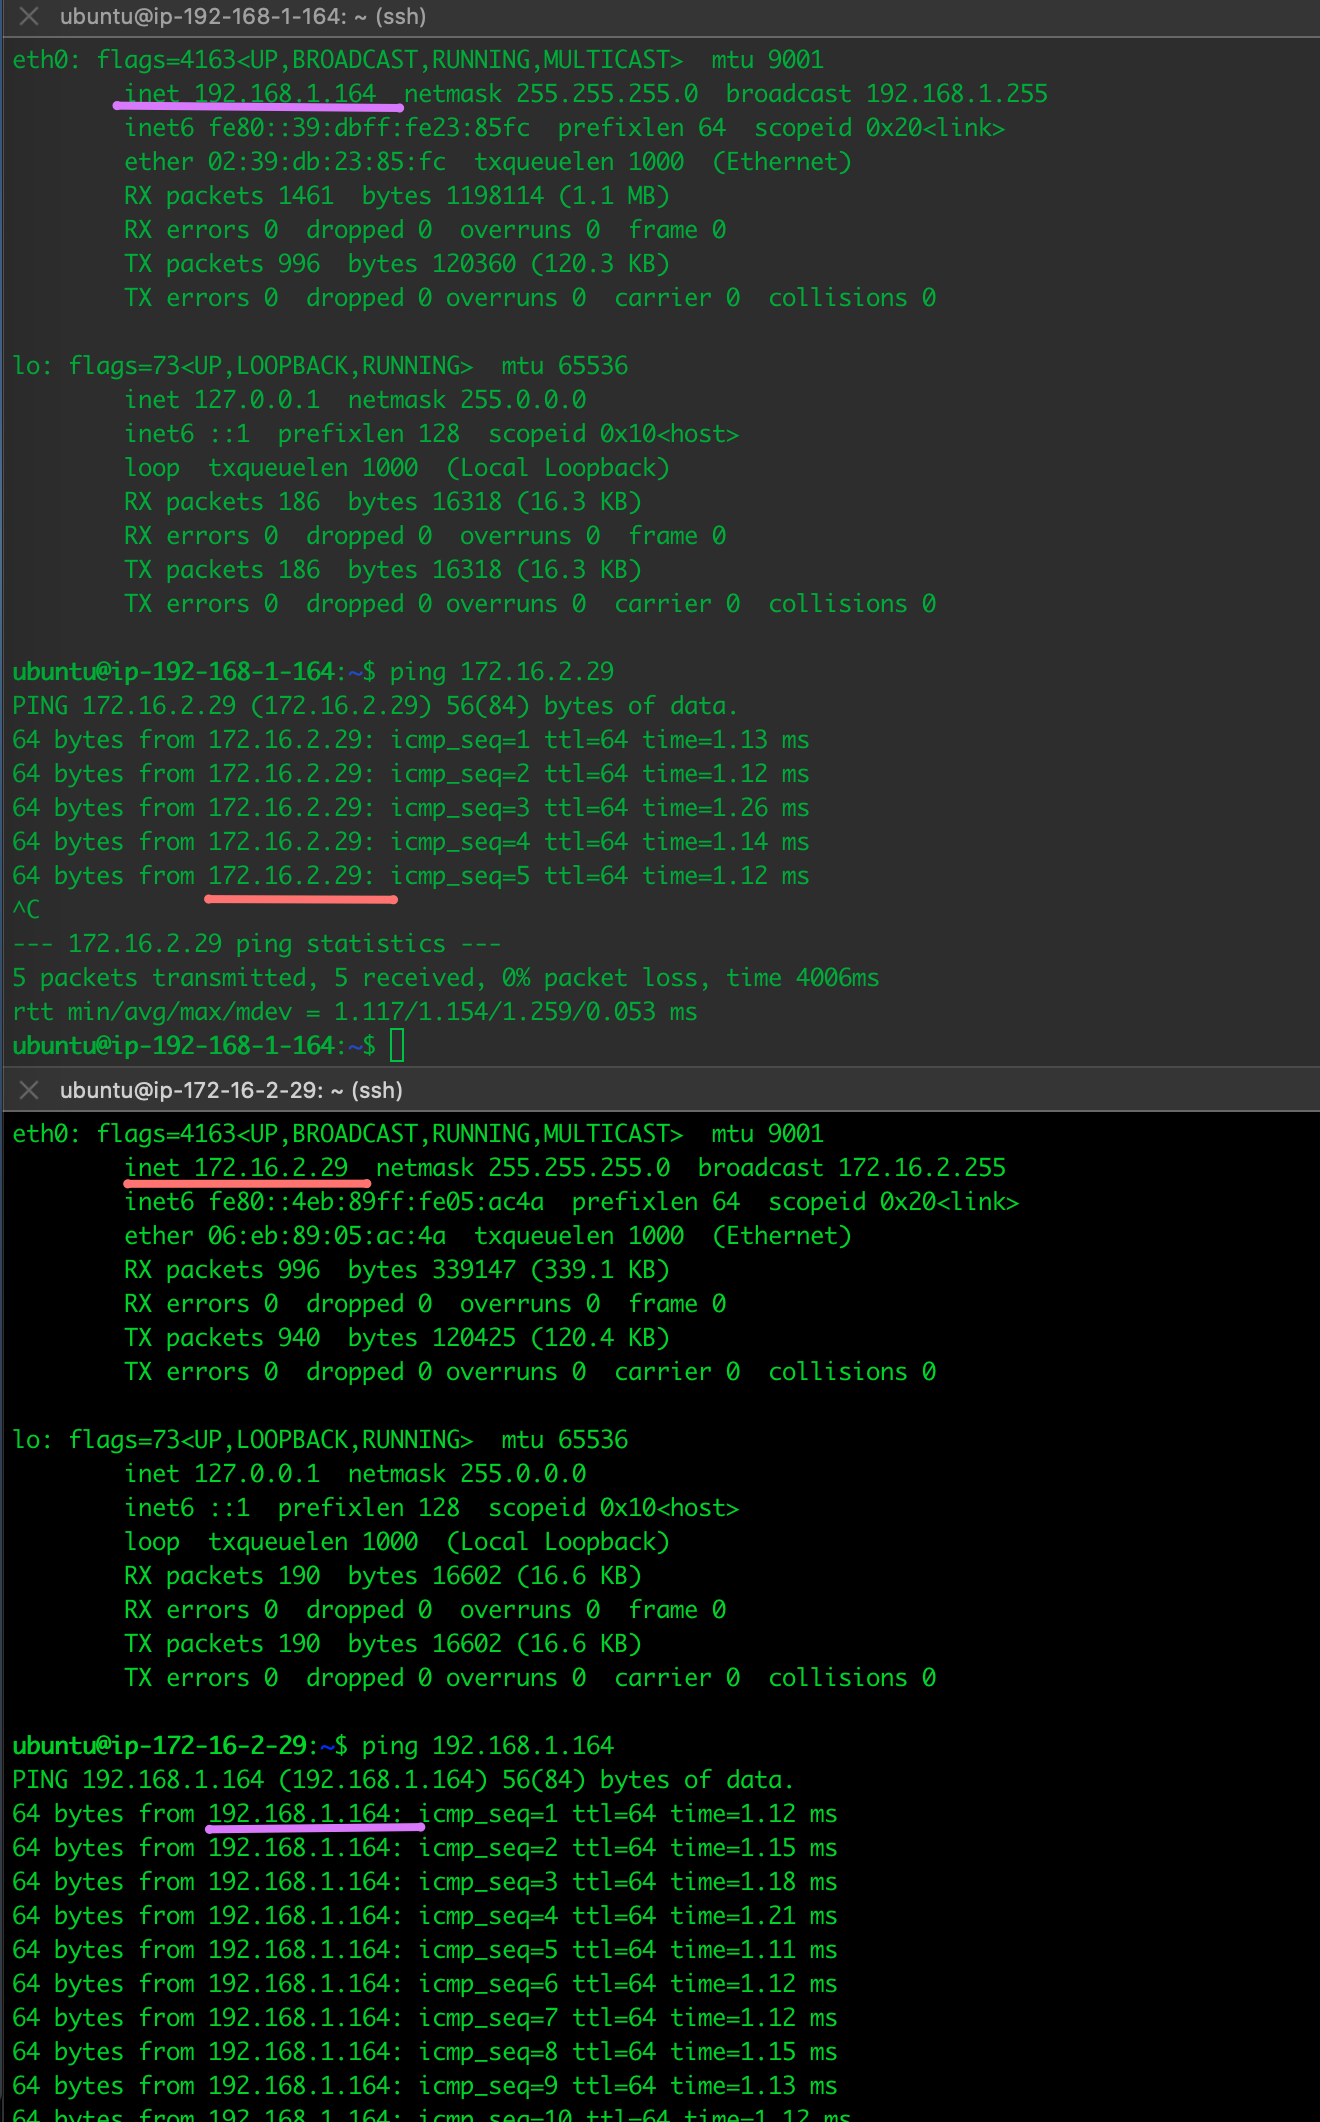 ubuntu@ip-192-168-1-164: ~ (ssh)
eth0: flags=4163<UP,BROADCAST,RUNNING,MULTICAST>  mtu 9001
        inet 192.168.1.164  netmask 255.255.255.0  broadcast 192.168.1.255
        inet6 fe80::39:dbff:fe23:85fc  prefixlen 64  scopeid 0x20<link>
        ether 02:39:db:23:85:fc  txqueuelen 1000  (Ethernet)
        RX packets 1461  bytes 1198114 (1.1 MB)
        RX errors 0  dropped 0  overruns 0  frame 0
        TX packets 996  bytes 120360 (120.3 KB)
        TX errors 0  dropped 0 overruns 0  carrier 0  collisions 0

lo: flags=73<UP,LOOPBACK,RUNNING>  mtu 65536
        inet 127.0.0.1  netmask 255.0.0.0
        inet6 ::1  prefixlen 128  scopeid 0x10<host>
        loop  txqueuelen 1000  (Local Loopback)
        RX packets 186  bytes 16318 (16.3 KB)
        RX errors 0  dropped 0  overruns 0  frame 0
        TX packets 186  bytes 16318 (16.3 KB)
        TX errors 0  dropped 0 overruns 0  carrier 0  collisions 0

ubuntu@ip-192-168-1-164:~$ ping 172.16.2.29
PING 172.16.2.29 (172.16.2.29) 56(84) bytes of data.
64 bytes from 172.16.2.29: icmp_seq=1 ttl=64 time=1.13 ms
64 bytes from 172.16.2.29: icmp_seq=2 ttl=64 time=1.12 ms
64 bytes from 172.16.2.29: icmp_seq=3 ttl=64 time=1.26 ms
64 bytes from 172.16.2.29: icmp_seq=4 ttl=64 time=1.14 ms
64 bytes from 172.16.2.29: icmp_seq=5 ttl=64 time=1.12 ms
^C
--- 172.16.2.29 ping statistics ---
5 packets transmitted, 5 received, 0% packet loss, time 4006ms
rtt min/avg/max/mdev = 1.117/1.154/1.259/0.053 ms
ubuntu@ip-192-168-1-164:~$
ubuntu@ip-172-16-2-29: ~ (ssh)
eth0: flags=4163<UP,BROADCAST,RUNNING,MULTICAST>  mtu 9001
        inet 172.16.2.29  netmask 255.255.255.0  broadcast 172.16.2.255
        inet6 fe80::4eb:89ff:fe05:ac4a  prefixlen 64  scopeid 0x20<link>
        ether 06:eb:89:05:ac:4a  txqueuelen 1000  (Ethernet)
        RX packets 996  bytes 339147 (339.1 KB)
        RX errors 0  dropped 0  overruns 0  frame 0
        TX packets 940  bytes 120425 (120.4 KB)
        TX errors 0  dropped 0 overruns 0  carrier 0  collisions 0

lo: flags=73<UP,LOOPBACK,RUNNING>  mtu 65536
        inet 127.0.0.1  netmask 255.0.0.0
        inet6 ::1  prefixlen 128  scopeid 0x10<host>
        loop  txqueuelen 1000  (Local Loopback)
        RX packets 190  bytes 16602 (16.6 KB)
        RX errors 0  dropped 0  overruns 0  frame 0
        TX packets 190  bytes 16602 (16.6 KB)
        TX errors 0  dropped 0 overruns 0  carrier 0  collisions 0

ubuntu@ip-172-16-2-29:~$ ping 192.168.1.164
PING 192.168.1.164 (192.168.1.164) 56(84) bytes of data.
64 bytes from 192.168.1.164: icmp_seq=1 ttl=64 time=1.12 ms
64 bytes from 192.168.1.164: icmp_seq=2 ttl=64 time=1.15 ms
64 bytes from 192.168.1.164: icmp_seq=3 ttl=64 time=1.18 ms
64 bytes from 192.168.1.164: icmp_seq=4 ttl=64 time=1.21 ms
64 bytes from 192.168.1.164: icmp_seq=5 ttl=64 time=1.11 ms
64 bytes from 192.168.1.164: icmp_seq=6 ttl=64 time=1.12 ms
64 bytes from 192.168.1.164: icmp_seq=7 ttl=64 time=1.12 ms
64 bytes from 192.168.1.164: icmp_seq=8 ttl=64 time=1.15 ms
64 bytes from 192.168.1.164: icmp_seq=9 ttl=64 time=1.13 ms
64 bytes from 192.168.1.164: icmp_seq=10 ttl=64 time=1.12 ms